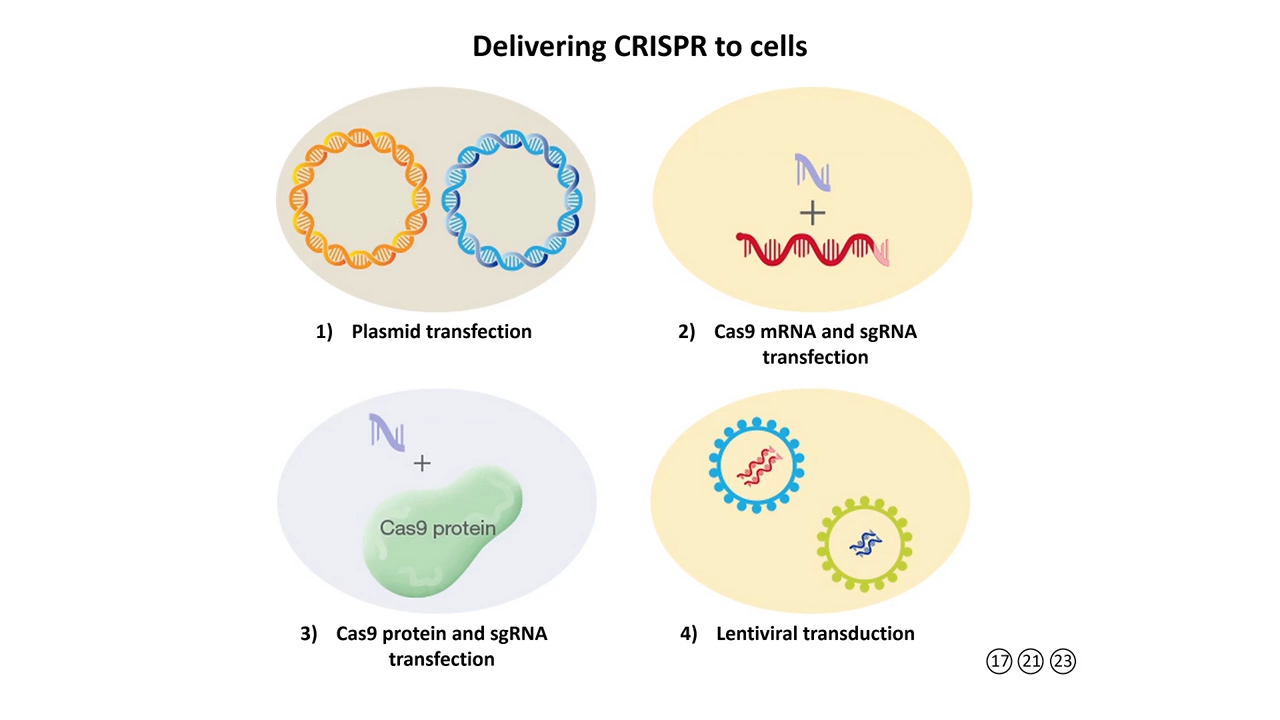 Delivering CRISPR to cells
1) Plasmid transfection
2) Cas9 mRNA and sgRNA
transfection
Cas9 protein
3) Cas9 protein and sgRNA
transfection
4) Lentiviral transduction
17 21 23